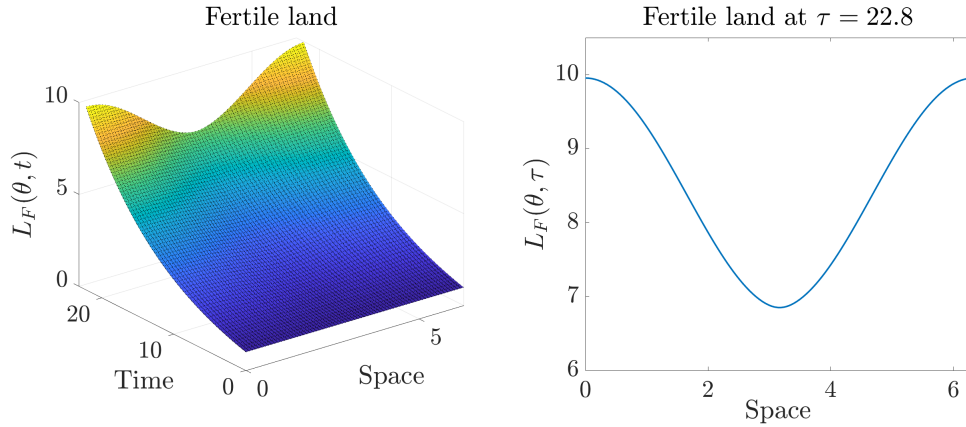 Fertile land
10
5
0
L_F(θ, t)
20
10
0
Time
0
5
Space
Fertile land at τ = 22.8
10
9
8
7
6
L_F(θ, τ)
0
2
4
6
Space